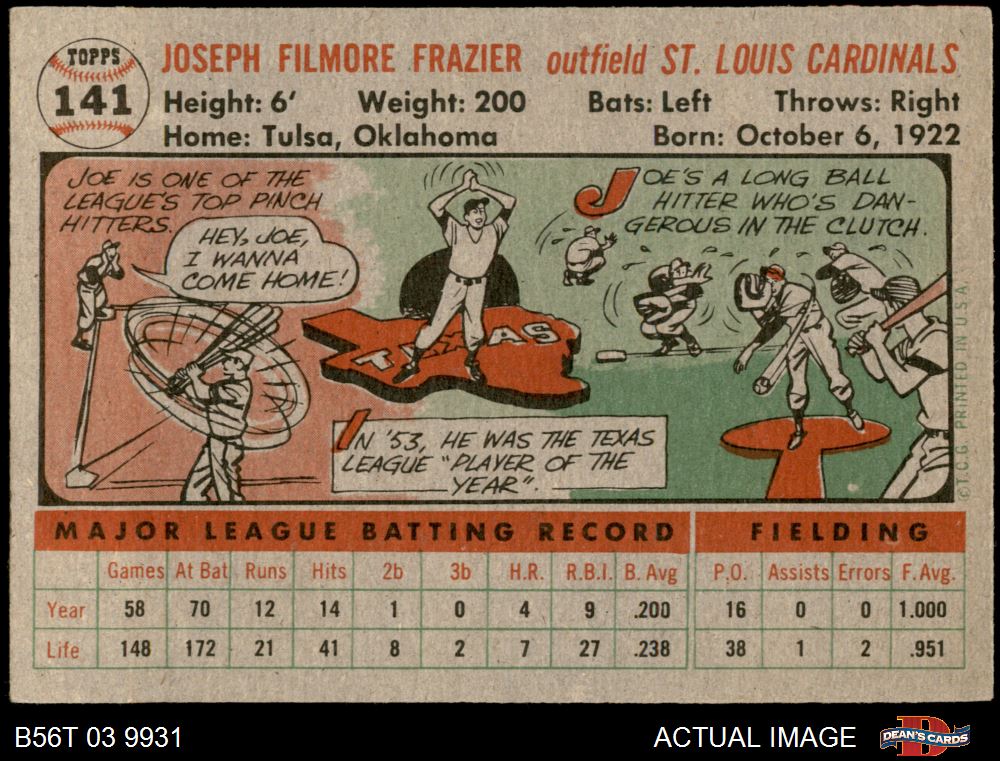 TOPPS
141
JOSEPH FILMORE FRAZIER outfield ST. LOUIS CARDINALS
Height: 6' Weight: 200 Bats: Left Throws: Right
Home: Tulsa, Oklahoma Born: October 6, 1922
JOE IS ONE OF THE
LEAGUE'S TOP PINCH
HITTERS.
HEY, JOE,
I WANNA
COME HOME!
TEXAS
IN '53, HE WAS THE TEXAS
LEAGUE "PLAYER OF THE
YEAR".
JOE'S A LONG BALL
HITTER WHO'S DAN-
GEROUS IN THE CLUTCH.
© T.C.G. PRINTED IN U.S.A.
MAJOR LEAGUE BATTING RECORD FIELDING
Games At Bat Runs Hits 2b 3b H.R. R.B.I. B. Avg P.O. Assists Errors F. Avg.
Year 58 70 12 14 1 0 4 9 .200 16 0 0 1.000
Life 148 172 21 41 8 2 7 27 .238 38 1 2 .951
B56T 03 9931 ACTUAL IMAGE DEAN'S CARDS